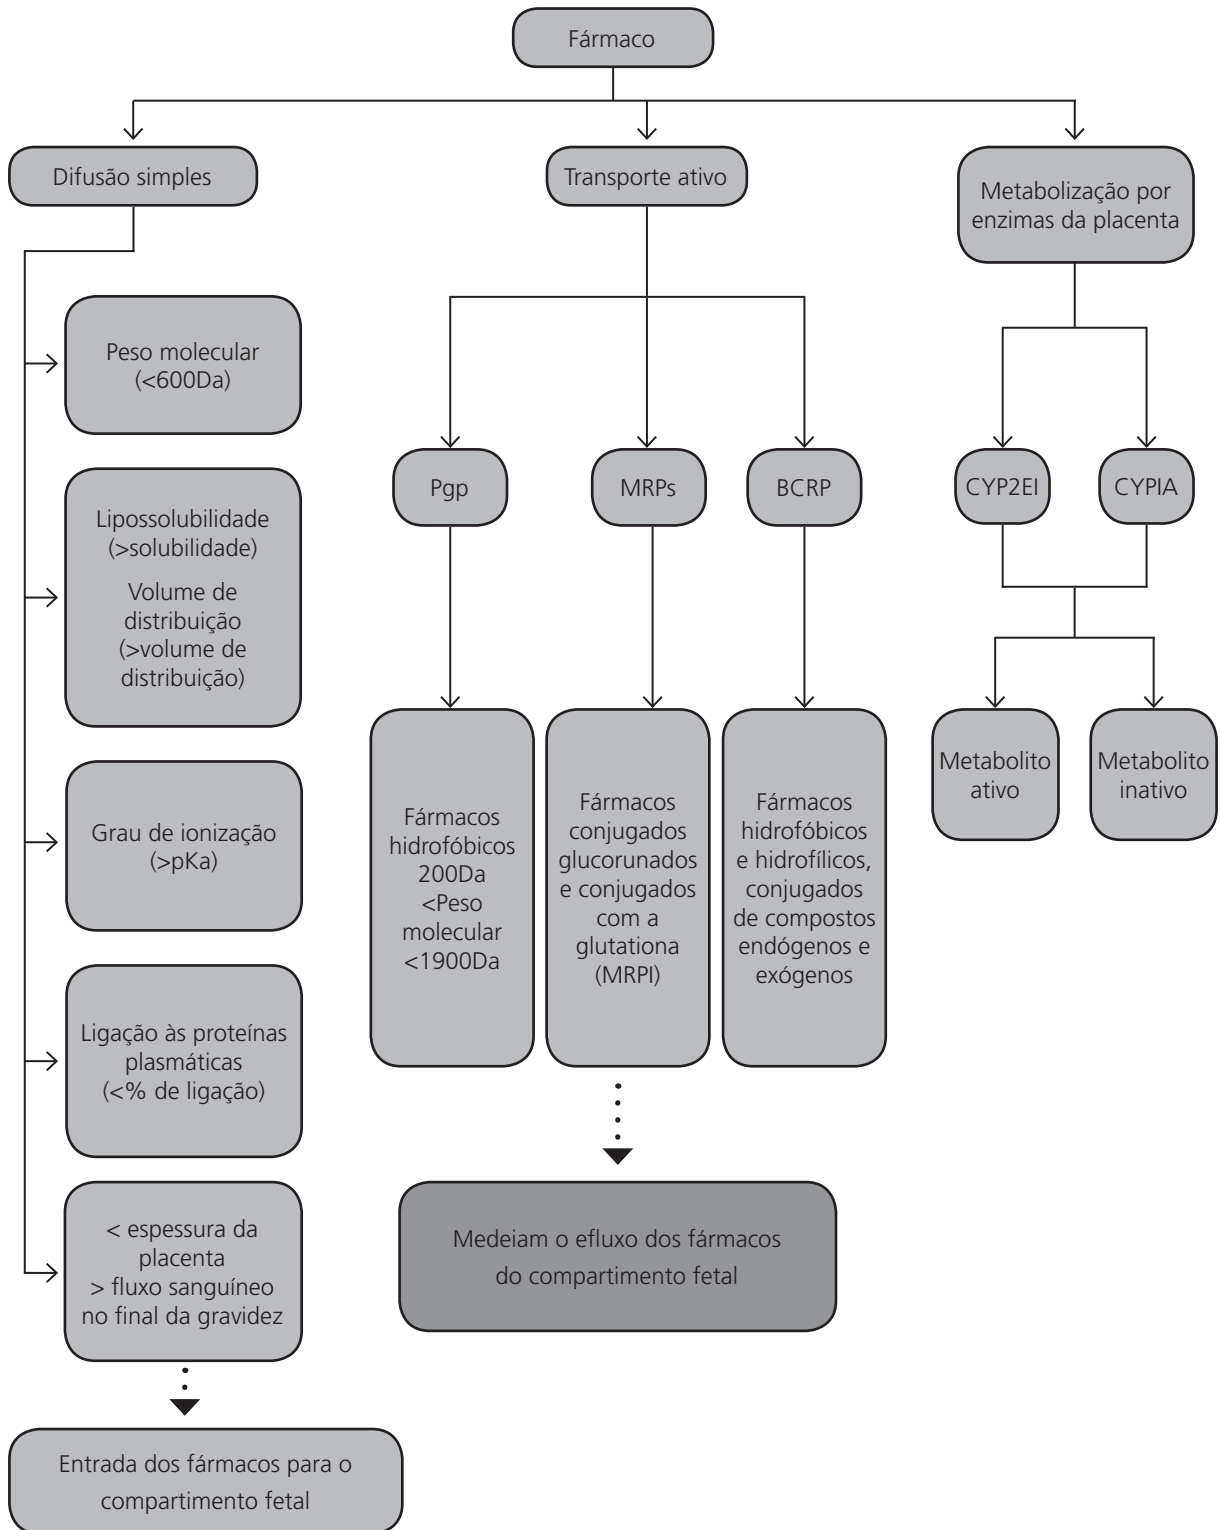 Fármaco
Difusão simples
Transporte ativo
Metabolização por
enzimas da placenta
Peso molecular
(<600Da)
Lipossolubilidade
(>solubilidade)
Volume de
distribuição
(>volume de
distribuição)
Grau de ionização
(>pKa)
Ligação às proteínas
plasmáticas
(<% de ligação)
< espessura da
placenta
> fluxo sanguíneo
no final da gravidez
Entrada dos fármacos para o
compartimento fetal
Pgp
MRPs
BCRP
Fármacos
hidrofóbicos
200Da
<Peso
molecular
<1900Da
Fármacos
conjugados
glucorunados
e conjugados
com a
glutationa
(MRPI)
Fármacos
hidrofóbicos
e hidrofílicos,
conjugados
de compostos
endógenos e
exógenos
Medeiam o efluxo dos fármacos
do compartimento fetal
CYP2EI
CYPIA
Metabolito
ativo
Metabolito
inativo